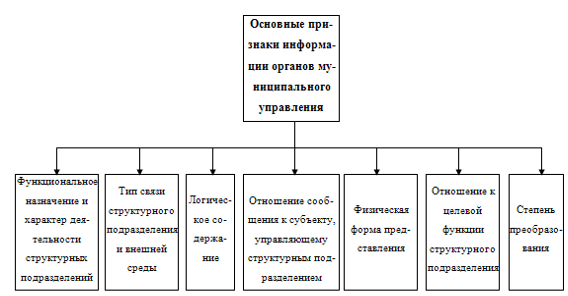 Основные при-
знаки информа-
ции органов му-
ниципального
управления
Функциональное
назначение и
характер дея-
тельности
структурных
подразделений
Тип связи
структурного
подразделения
и внешней
среды
Логичес-
кое со-
держа-
ние
Отношение сооб-
щения к субъекту,
управляющему
структурным под-
разделением
Физическая
форма пред-
ставления
Отношение к
целевой
функции
структурного
подразделения
Степень
преобразо-
вания